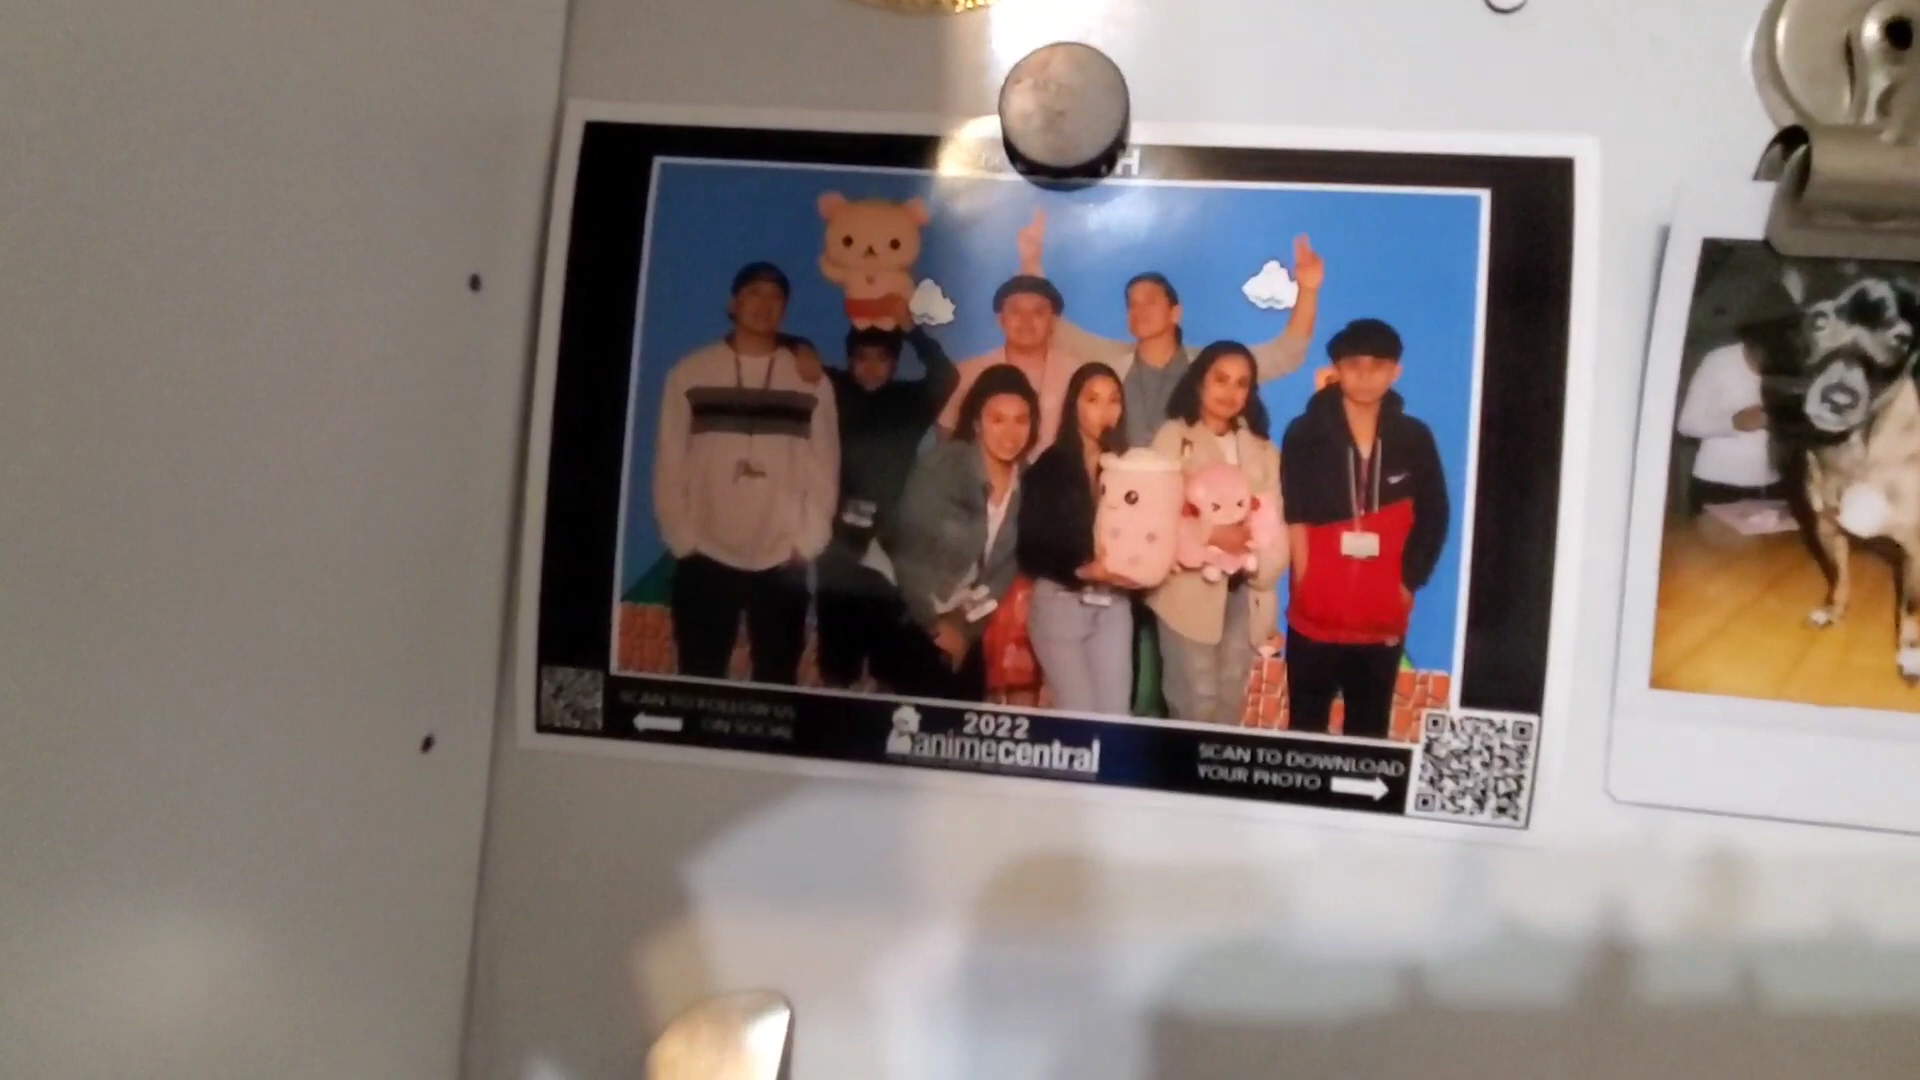 SCAN TO FOLLOW US
ON SOCIAL
2022
animecentral
SCAN TO DOWNLOAD
YOUR PHOTO